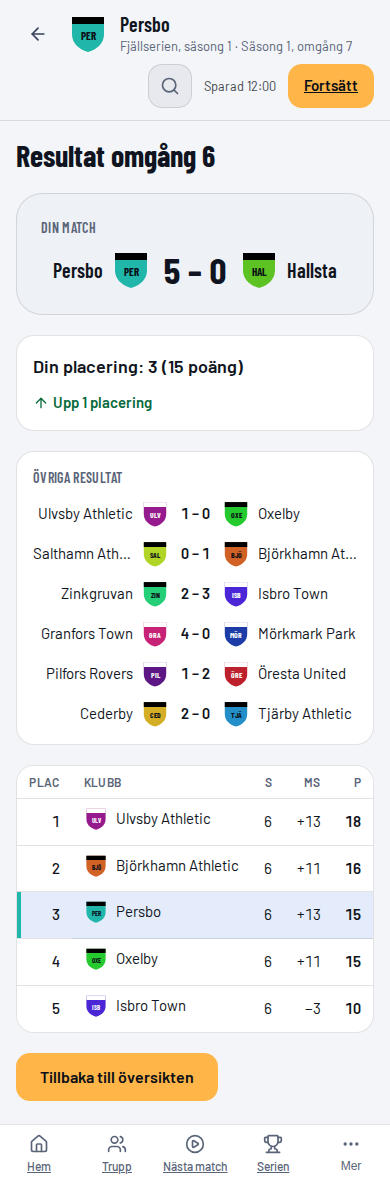 PER
Persbo
Fjällserien, säsong 1 · Säsong 1, omgång 7
Sparad 12:00
Fortsätt
Resultat omgång 6
DIN MATCH
Persbo PER 5 – 0 HAL Hallsta
Din placering: 3 (15 poäng)
Upp 1 placering
ÖVRIGA RESULTAT
Ulvsby Athletic ULV 1 – 0 OXE Oxelby
Salthamn Ath... SAL 0 – 1 BJÖ Björkhamn At...
Zinkgruvan ZIN 2 – 3 ISB Isbro Town
Granfors Town GRA 4 – 0 MÖR Mörkmark Park
Pilfors Rovers PIL 1 – 2 ÖRE Öresta United
Cederby CED 2 – 0 TJÄ Tjärby Athletic
PLAC KLUBB S MS P
1 ULV Ulvsby Athletic 6 +13 18
2 BJÖ Björkhamn Athletic 6 +11 16
3 PER Persbo 6 +13 15
4 OXE Oxelby 6 +11 15
5 ISB Isbro Town 6 −3 10
Tillbaka till översikten
Hem Trupp Nästa match Serien Mer